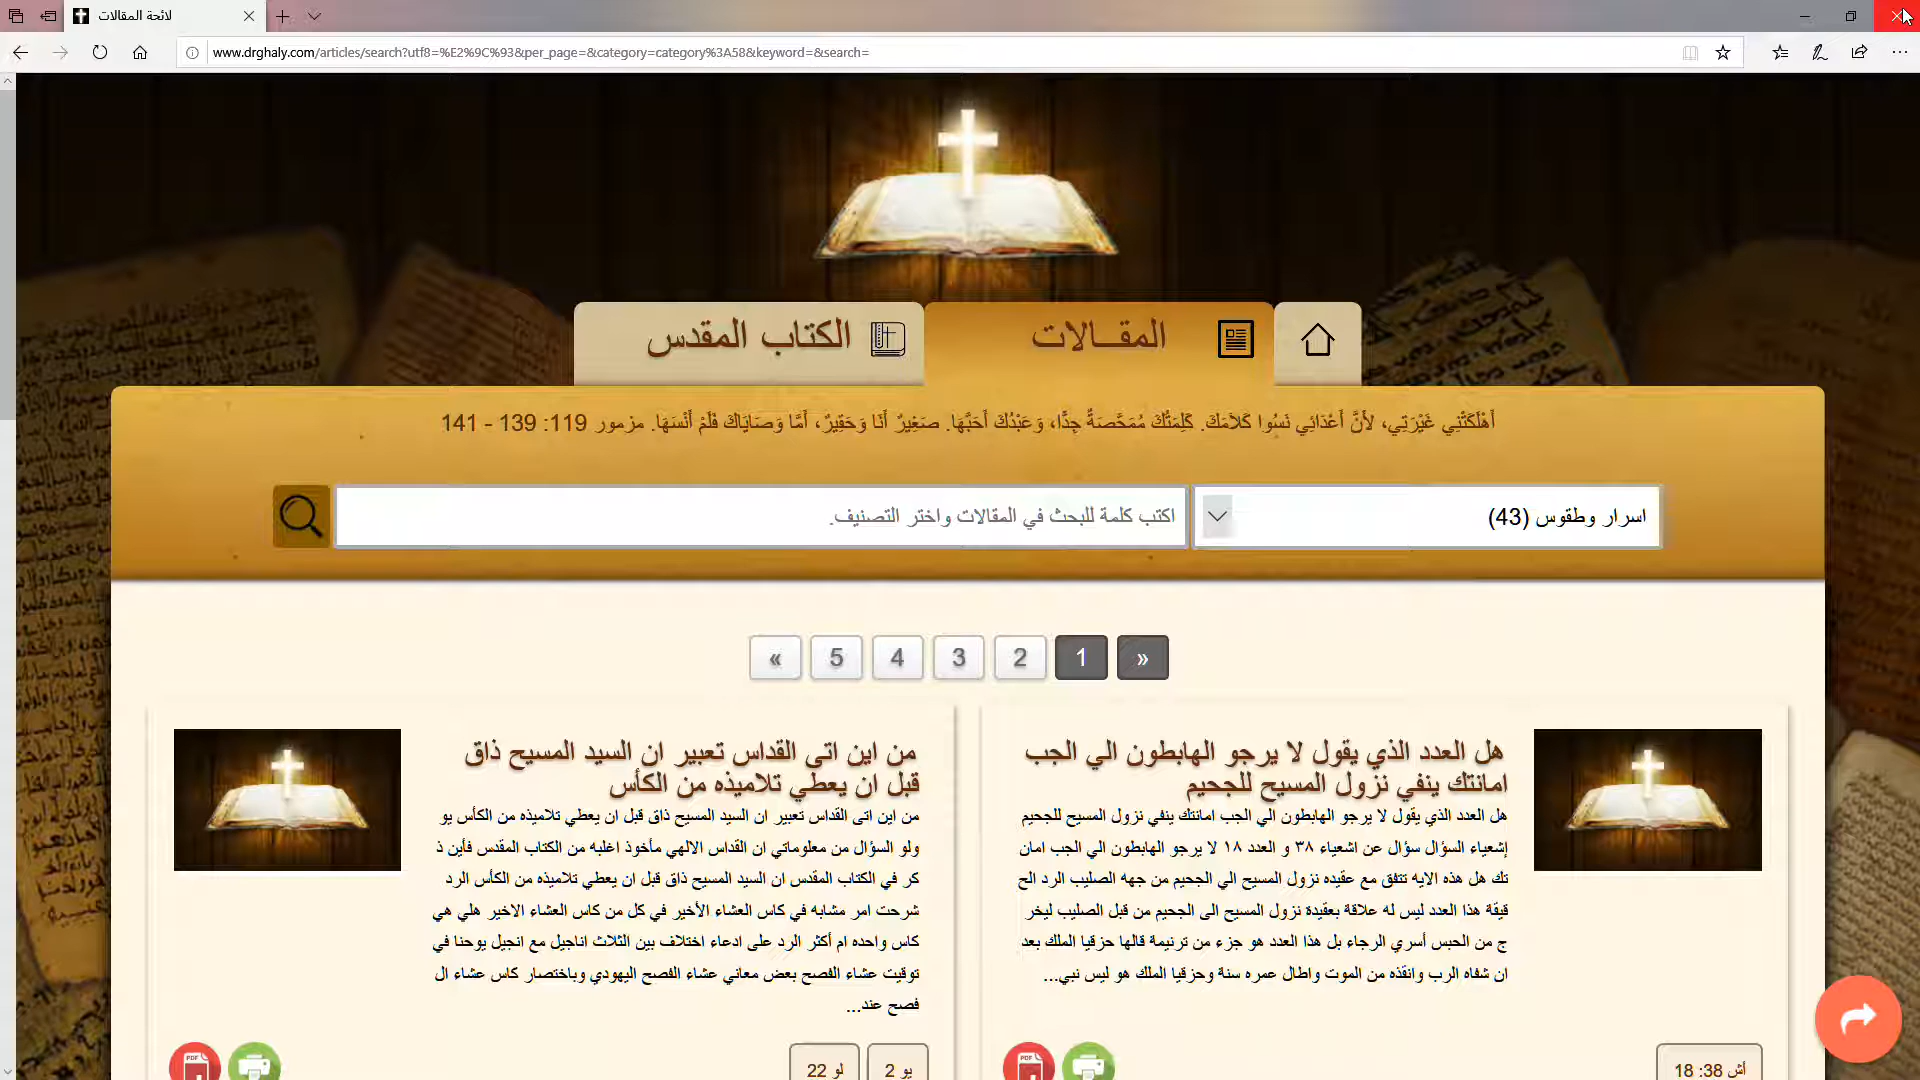 لائحة المقالات
www.drghaly.com/articles/search?utf8=%E2%9C%93&per_page=&category=category%3A58&keyword=&search=
المقــالات
الكتاب المقدس
أَهْلَكَتْنِي غَيْرَتِي، لأَنَّ أَعْدَائِي نَسُوا كَلاَمَكَ. كَلِمَتُكَ مُمَحَّصَةٌ جِدًّا، وَعَبْدُكَ أَحَبَّهَا. صَغِيرٌ أَنَا وَحَقِيرٌ، أَمَّا وَصَايَاكَ فَلَمْ أَنْسَهَا. مزمور 119: 139 - 141
اسرار وطقوس (43)
اكتب كلمة للبحث في المقالات واختر التصنيف.
» 1 2 3 4 5 «
هل العدد الذي يقول لا يرجو الهابطون الي الجب
امانتك ينفي نزول المسيح للجحيم
هل العدد الذي يقول لا يرجو الهابطون الي الجب امانتك ينفي نزول المسيح للجحيم
إشعياء السؤال سؤال عن اشعياء ٣٨ و العدد ١٨ لا يرجو الهابطون الي الجب امان
تك هل هذه الايه تتفق مع عقيده نزول المسيح الي الجحيم من جهه الصليب الرد الح
قيقة هذا العدد ليس له علاقة بعقيدة نزول المسيح الى الجحيم من قبل الصليب ليخر
ج من الحبس أسري الرجاء بل هذا العدد هو جزء من ترنيمة قالها حزقيا الملك بعد
ان شفاه الرب وانقذه من الموت واطال عمره سنة وحزقيا الملك هو ليس نبي...
أش 38: 18
من اين اتى القداس تعبير ان السيد المسيح ذاق
قبل ان يعطي تلاميذه من الكأس
من اين اتى القداس تعبير ان السيد المسيح ذاق قبل ان يعطي تلاميذه من الكأس يو
ولو السؤال من معلوماتي ان القداس الالهي مأخوذ اغلبه من الكتاب المقدس فأين ذ
كر في الكتاب المقدس ان السيد المسيح ذاق قبل ان يعطي تلاميذه من الكأس الرد
شرحت امر مشابه في كاس العشاء الأخير في كل من كاس العشاء الاخير هلي هي
كاس واحده ام أكثر الرد على ادعاء اختلاف بين الثلاث اناجيل مع انجيل يوحنا في
توقيت عشاء الفصح بعض معاني عشاء الفصح اليهودي وباختصار كاس عشاء ال
فصح عند...
يو 2
لو 22
PDF
PDF